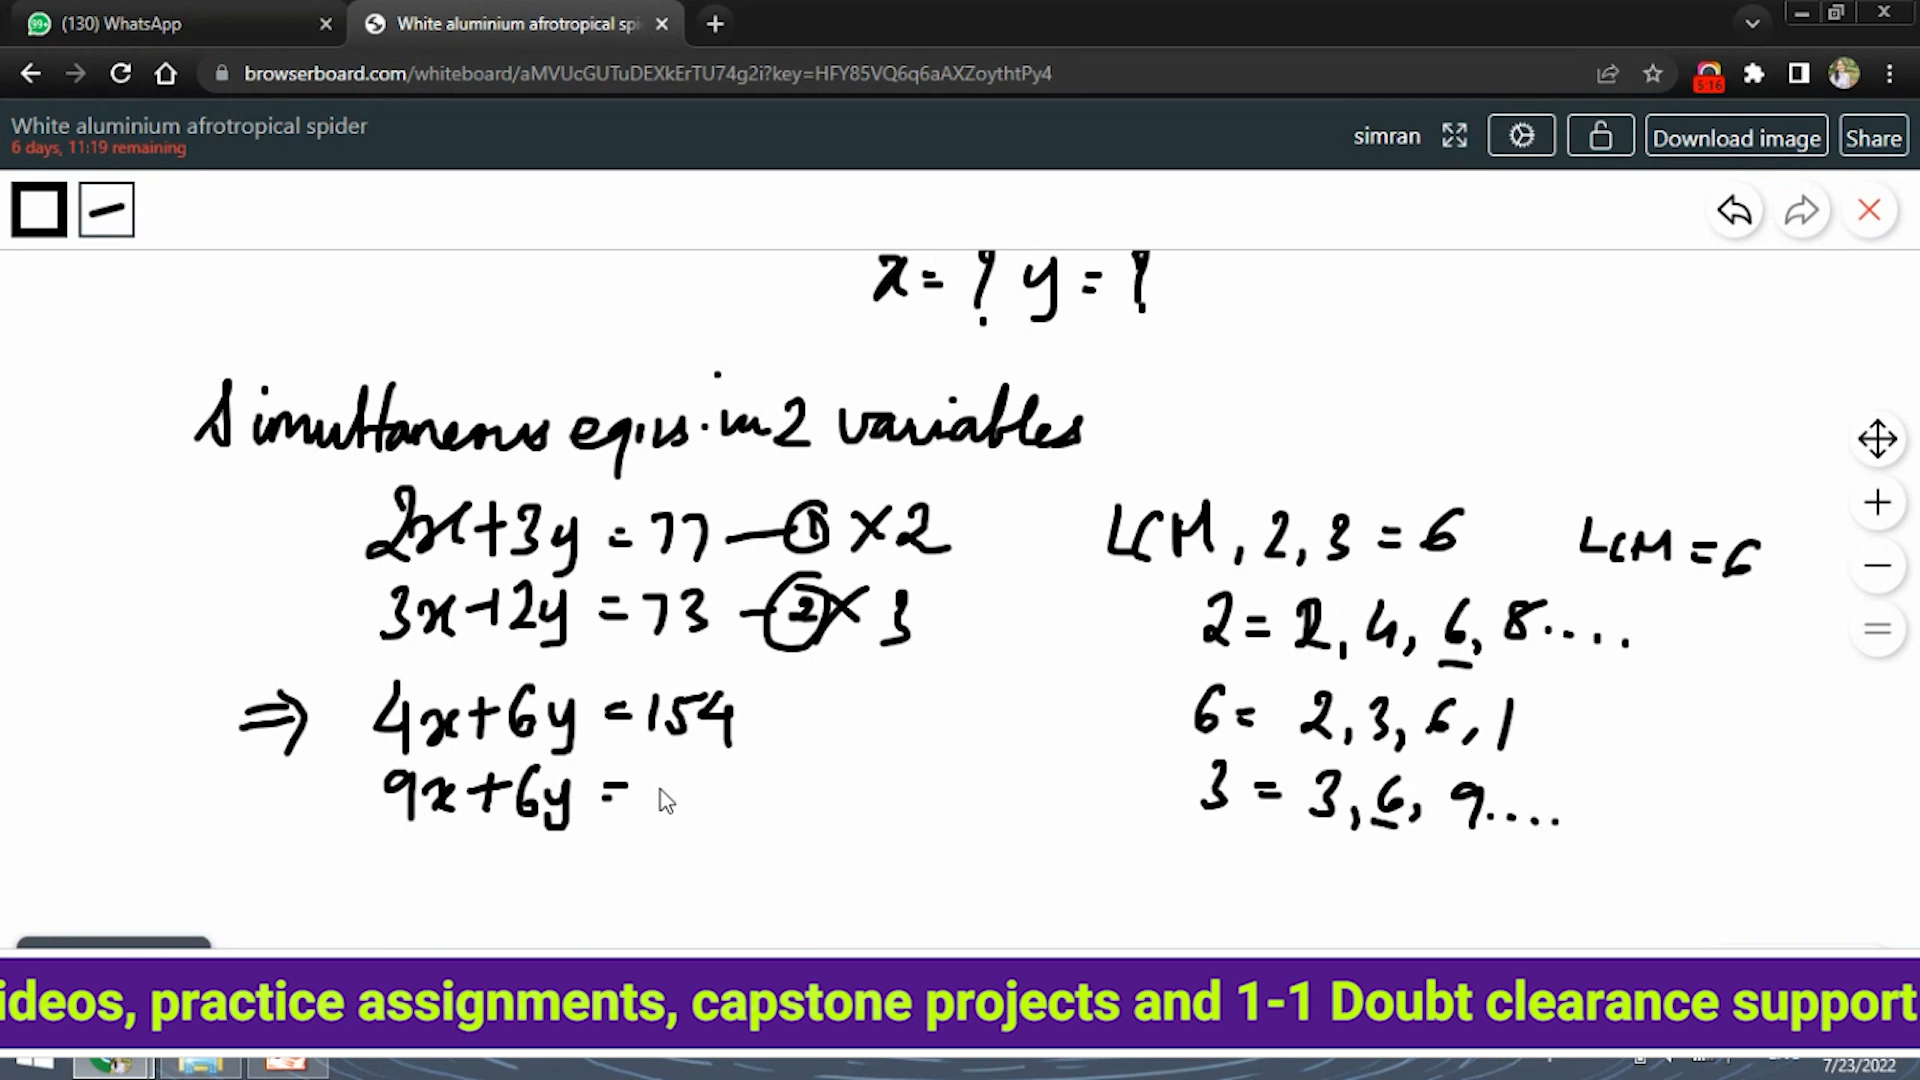 (130) WhatsApp
White aluminium afrotropical spi
browserboard.com/whiteboard/aMVUcGUTuDEXkErTU74g2i?key=HFY85VQ6q6aAXZoythtPy4
5:16
White aluminium afrotropical spider
6 days, 11:19 remaining
simran
Download image
Share
x = ? y = ?
Simultaneous eqns. in 2 variables
2x+3y = 77 — ① × 2
LCM, 2, 3 = 6
LCM = 6
3x+2y = 73 — ② × 3
2 = 2, 4, 6, 8....
⇒ 4x+6y = 154
6 = 2, 3, 6, 1
9x+6y =
3 = 3, 6, 9....
ideos, practice assignments, capstone projects and 1-1 Doubt clearance support
7/23/2022